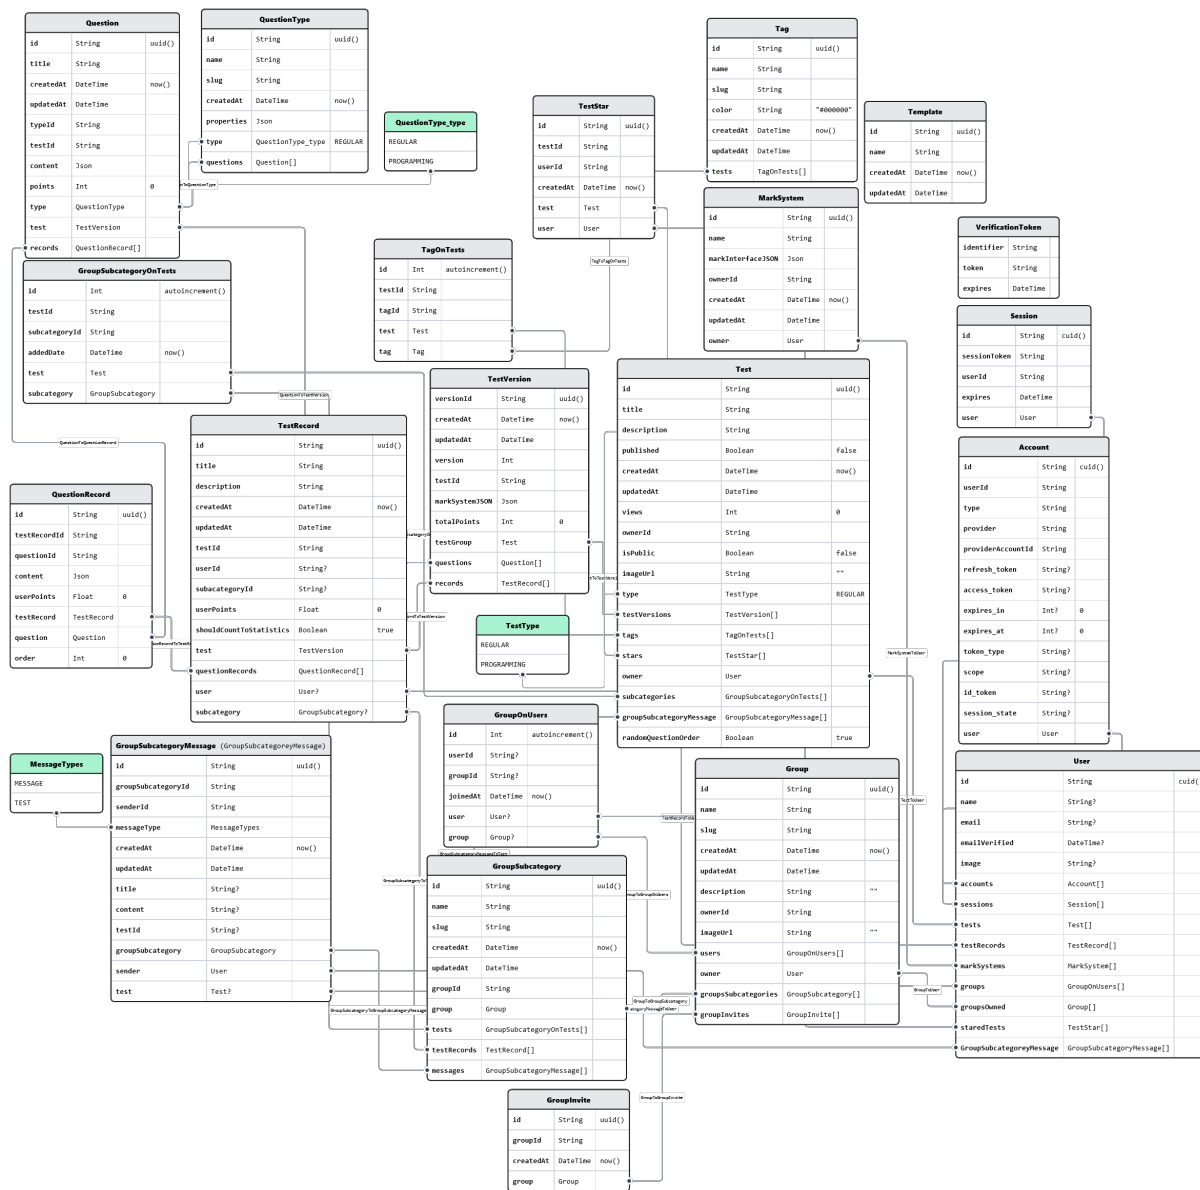 Question
id String uuid()
title String
createdAt DateTime now()
updatedAt DateTime
typeId String
testId String
content Json
points Int 0
type QuestionType
test TestVersion
records QuestionRecord[]
QuestionType
id String uuid()
name String
slug String
createdAt DateTime now()
properties Json
type QuestionType_type REGULAR
questions Question[]
QuestionType_type
REGULAR
PROGRAMMING
TestStar
id String uuid()
testId String
userId String
createdAt DateTime now()
test Test
user User
Tag
id String uuid()
name String
slug String
color String "#000000"
createdAt DateTime now()
updatedAt DateTime
tests TagOnTests[]
Template
id String uuid()
name String
createdAt DateTime now()
updatedAt DateTime
MarkSystem
id String uuid()
name String
markInterfaceJSON Json
ownerId String
createdAt DateTime now()
updatedAt DateTime
owner User
VerificationToken
identifier String
token String
expires DateTime
Session
id String cuid()
sessionToken String
userId String
expires DateTime
user User
GroupSubcategoryOnTests
id Int autoincrement()
testId String
subcategoryId String
addedDate DateTime now()
test Test
subcategory GroupSubcategory
TagOnTests
id Int autoincrement()
testId String
tagId String
test Test
tag Tag
TagToTagOnTests
TestVersion
versionId String uuid()
createdAt DateTime now()
updatedAt DateTime
version Int
testId String
markSystemJSON Json
totalPoints Int 0
testGroup Test
questions Question[]
records TestRecord[]
Test
id String uuid()
title String
description String
published Boolean false
createdAt DateTime now()
updatedAt DateTime
views Int 0
ownerId String
isPublic Boolean false
imageUrl String ""
type TestType REGULAR
testVersions TestVersion[]
tags TagOnTests[]
stars TestStar[]
owner User
subcategories GroupSubcategoryOnTests[]
groupSubcategoryMessage GroupSubcategoryMessage[]
randomQuestionOrder Boolean true
QuestionToTestVersion
QuestionToQuestionRecord
TestRecord
id String uuid()
title String
description String
createdAt DateTime now()
updatedAt DateTime
testId String
userId String?
subacategoryId String?
userPoints Float 0
shouldCountToStatistics Boolean true
test TestVersion
questionRecords QuestionRecord[]
user User?
subcategory GroupSubcategory?
QuestionRecord
id String uuid()
testRecordId String
questionId String
content Json
userPoints Float 0
testRecord TestRecord
question Question
order Int 0
TestType
REGULAR
PROGRAMMING
MarkSystemToUser
Account
id String cuid()
userId String
type String
provider String
providerAccountId String
refresh_token String?
access_token String?
expires_in Int? 0
expires_at Int? 0
token_type String?
scope String?
id_token String?
session_state String?
user User
MessageTypes
MESSAGE
TEST
GroupSubcategoryMessage (GroupSubcategoreyMessage)
id String uuid()
groupSubcategoryId String
senderId String
messageType MessageTypes
createdAt DateTime now()
updatedAt DateTime
title String?
content String?
testId String?
groupSubcategory GroupSubcategory
sender User
test Test?
GroupOnUsers
id Int autoincrement()
userId String?
groupId String?
joinedAt DateTime now()
user User?
group Group?
GroupSubcategoryMessageToTest
GroupSubcategory
id String uuid()
name String
slug String
createdAt DateTime now()
updatedAt DateTime
groupId String
group Group
tests GroupSubcategoryOnTests[]
testRecords TestRecord[]
messages GroupSubcategoryMessage[]
GroupSubcategoryToGroupSubcategoryMessage
GroupToGroupSubcategory
Group
id String uuid()
name String
slug String
createdAt DateTime now()
updatedAt DateTime
description String ""
ownerId String
imageUrl String ""
users GroupOnUsers[]
owner User
groupsSubcategories GroupSubcategory[]
groupInvites GroupInvite[]
TestToUser
GroupToUser
User
id String cuid()
name String?
email String?
emailVerified DateTime?
image String?
accounts Account[]
sessions Session[]
tests Test[]
testRecords TestRecord[]
markSystems MarkSystem[]
groups GroupOnUsers[]
groupsOwned Group[]
staredTests TestStar[]
GroupSubcategoreyMessage GroupSubcategoryMessage[]
GroupToGroupInvite
GroupInvite
id String uuid()
groupId String
createdAt DateTime now()
group Group